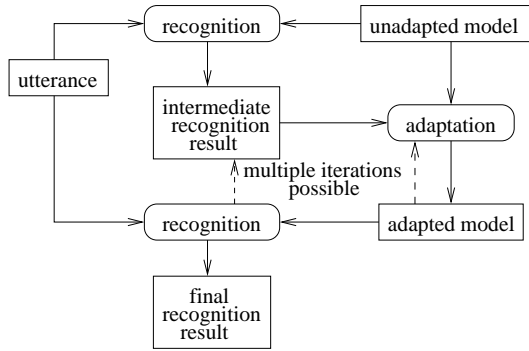 recognition
unadapted model
utterance
intermediate
recognition
result
adaptation
multiple iterations
possible
recognition
adapted model
final
recognition
result